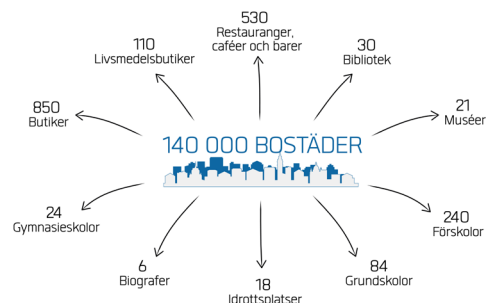 530
Restauranger,
caféer och barer
110
Livsmedelsbutiker
30
Bibliotek
850
Butiker
21
Muséer
140 000 BOSTÄDER
24
Gymnasieskolor
240
Förskolor
6
Biografer
84
Grundskolor
18
Idrottsplatser